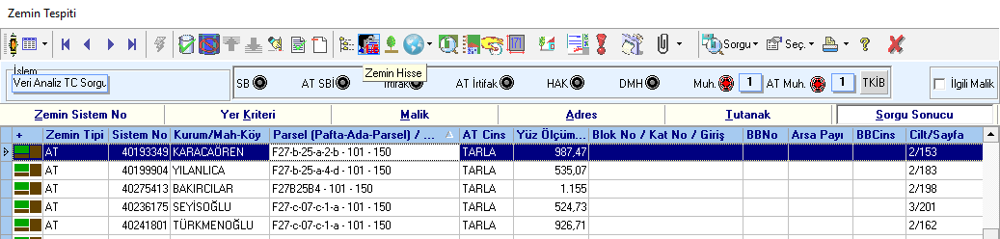 Zemin Tespiti
Sorgu Seç. ?
Zemin Hisse
İşlem
Veri Analiz TC Sorgu
SB AT SBİ İrtifak AT İrtifak HAK DMH Muh. 1 AT Muh. 1 TKİB İlgili Malik
Zemin Sistem No Yer Kriteri Malik Adres Tutanak Sorgu Sonucu
+ Zemin Tipi Sistem No Kurum/Mah-Köy Parsel (Pafta-Ada-Parsel) / ... AT Cins Yüz Ölçüm... Blok No / Kat No / Giriş BBNo Arsa Payı BBCins Cilt/Sayfa
AT 40193349 KARACAÖREN F27-b-25-a-2-b - 101 - 150 TARLA 987,47 2/153
AT 40199904 YILANLICA F27-b-25-a-4-d - 101 - 150 TARLA 535,07 2/183
AT 40275413 BAKIRCILAR F27B25B4 - 101 - 150 TARLA 1.155 2/198
AT 40236175 SEYİSOĞLU F27-c-07-c-1-a - 101 - 150 TARLA 524,73 3/201
AT 40241801 TÜRKMENOĞLU F27-c-07-c-1-a - 101 - 150 TARLA 926,71 2/162